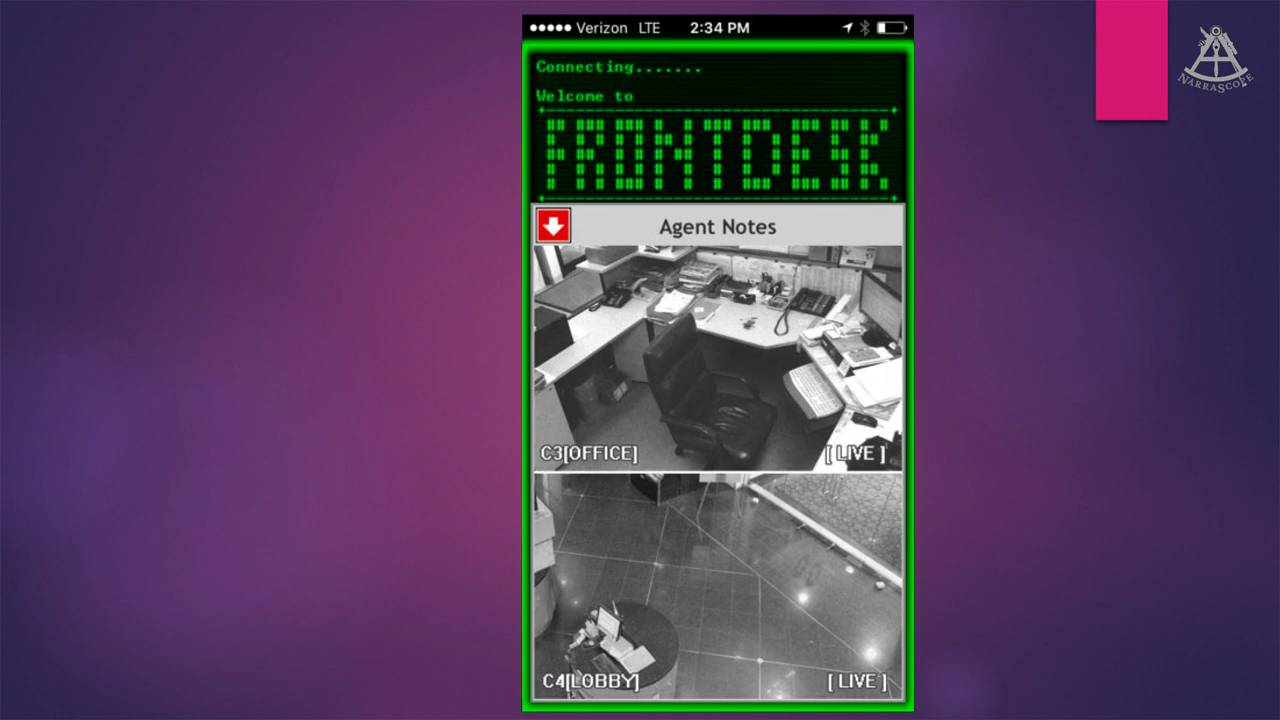 ●●●●● Verizon LTE 2:34 PM
Connecting.......
Welcome to
FRONTDESK
Agent Notes
C3[OFFICE] [ LIVE ]
C4[LOBBY] [ LIVE ]
NARRASCOPE